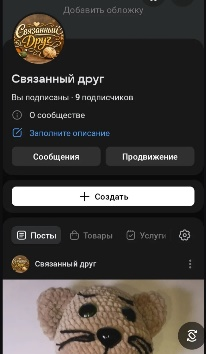 Добавить обложку
Связанный
Друг
Связанный друг
Вы подписаны · 9 подписчиков
О сообществе
Заполните описание
Сообщения
Продвижение
Создать
Посты
Товары
Услуги
Связанный друг